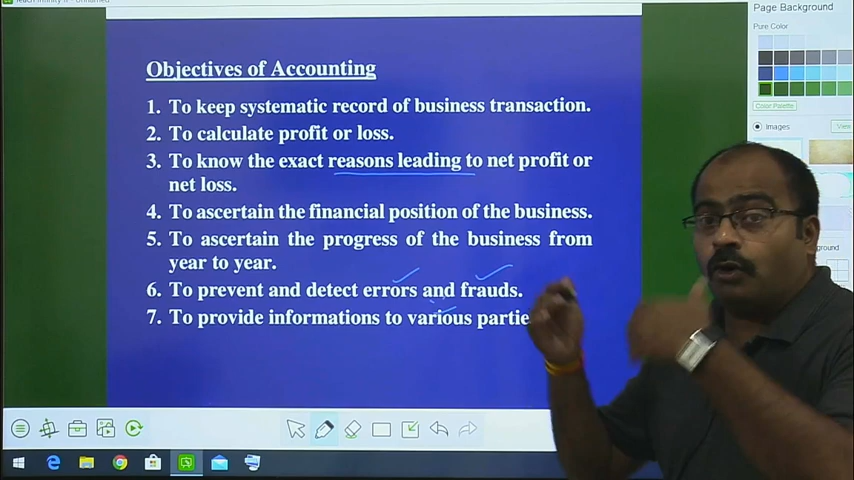 Teach Infinity
Page Background
Pure Color
Color Palette
View
Images
Objectives of Accounting
1. To keep systematic record of business transaction.
2. To calculate profit or loss.
3. To know the exact reasons leading to net profit or
net loss.
4. To ascertain the financial position of the business.
5. To ascertain the progress of the business from
year to year.
6. To prevent and detect errors and frauds.
7. To provide informations to various partie